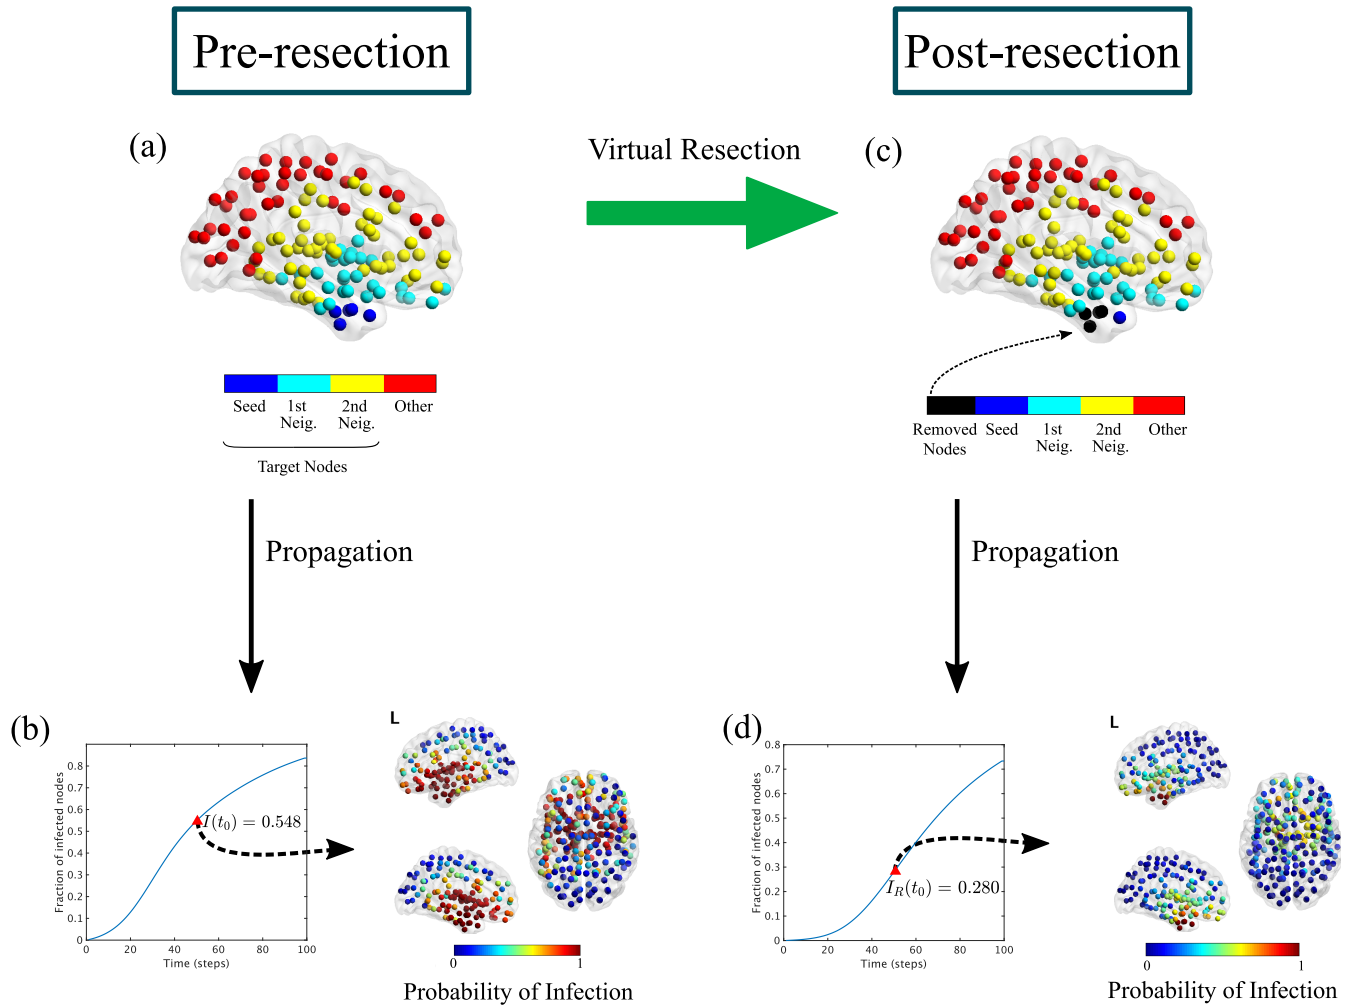 Pre-resection
Post-resection
(a)
Virtual Resection
(c)
Seed
1st
Neig.
2nd
Neig.
Other
Target Nodes
Removed
Nodes
Seed
1st
Neig.
2nd
Neig.
Other
Propagation
Propagation
(b)
Fraction of infected nodes
0.9
0.8
0.7
0.6
0.5
0.4
0.3
0.2
0.1
0
0
20
40
60
80
100
Time (steps)
I(t₀) = 0.548
L
0
1
Probability of Infection
(d)
Fraction of infected nodes
0.8
0.7
0.6
0.5
0.4
0.3
0.2
0.1
0
0
20
40
60
80
100
Time (steps)
I_R(t₀) = 0.280
L
0
1
Probability of Infection